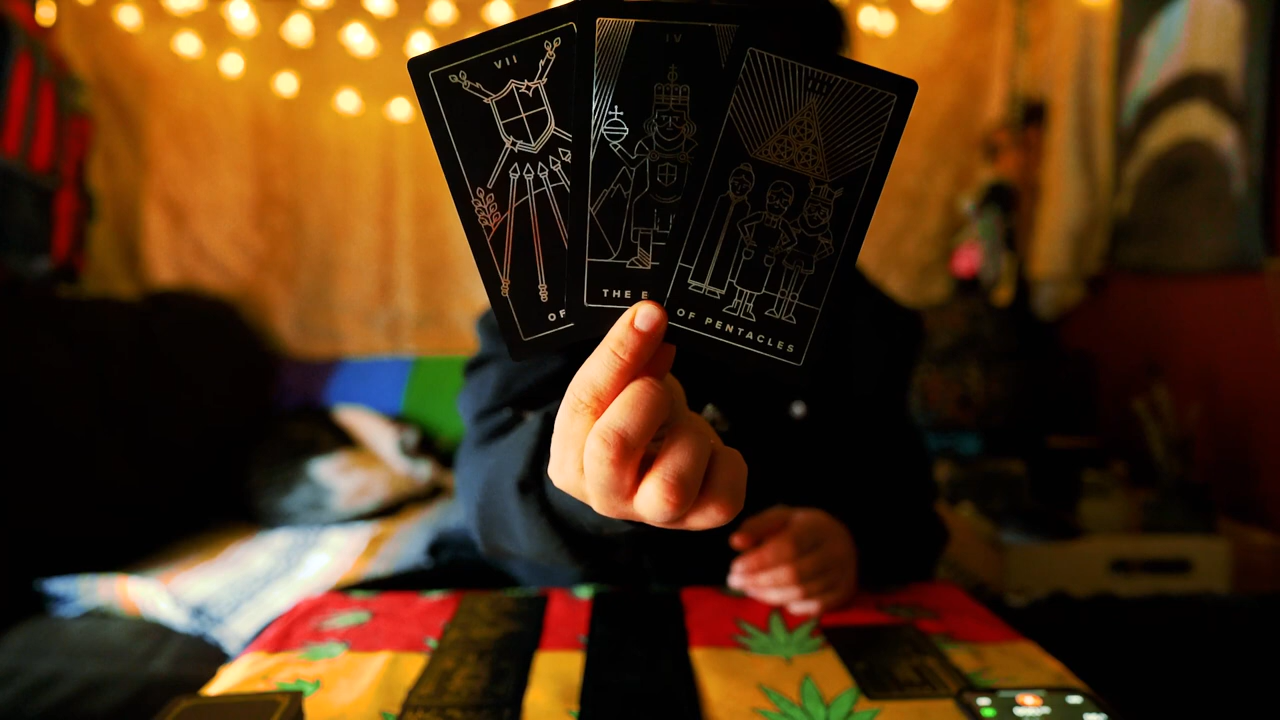 VII
OF
IV
THE E
III
OF PENTACLES